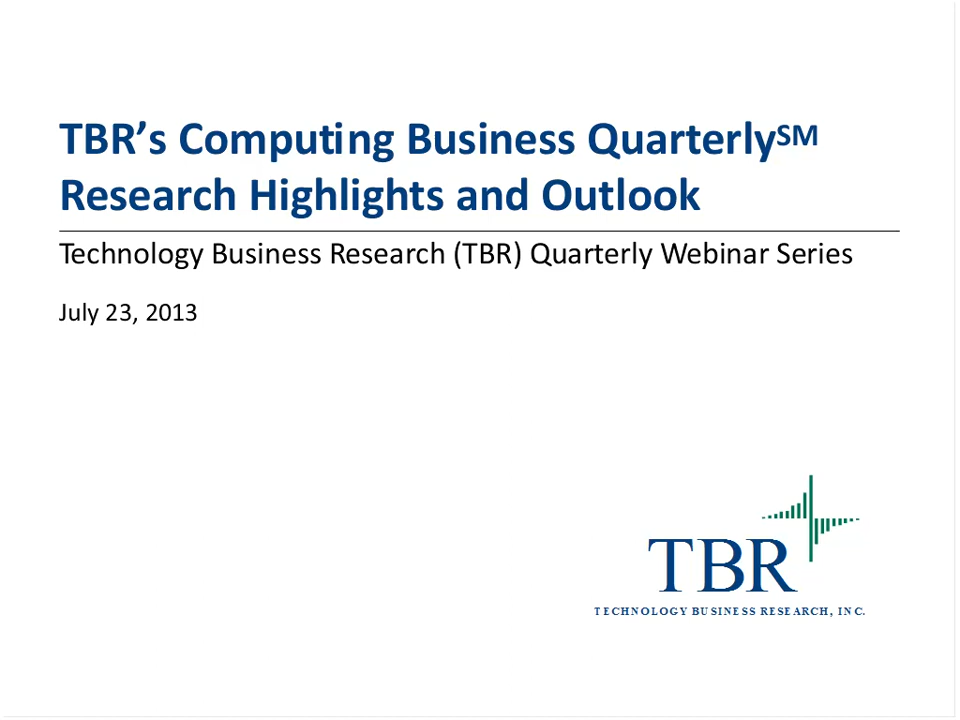 TBR’s Computing Business Quarterly℠
Research Highlights and Outlook
Technology Business Research (TBR) Quarterly Webinar Series
July 23, 2013
TBR
TECHNOLOGY BUSINESS RESEARCH, INC.